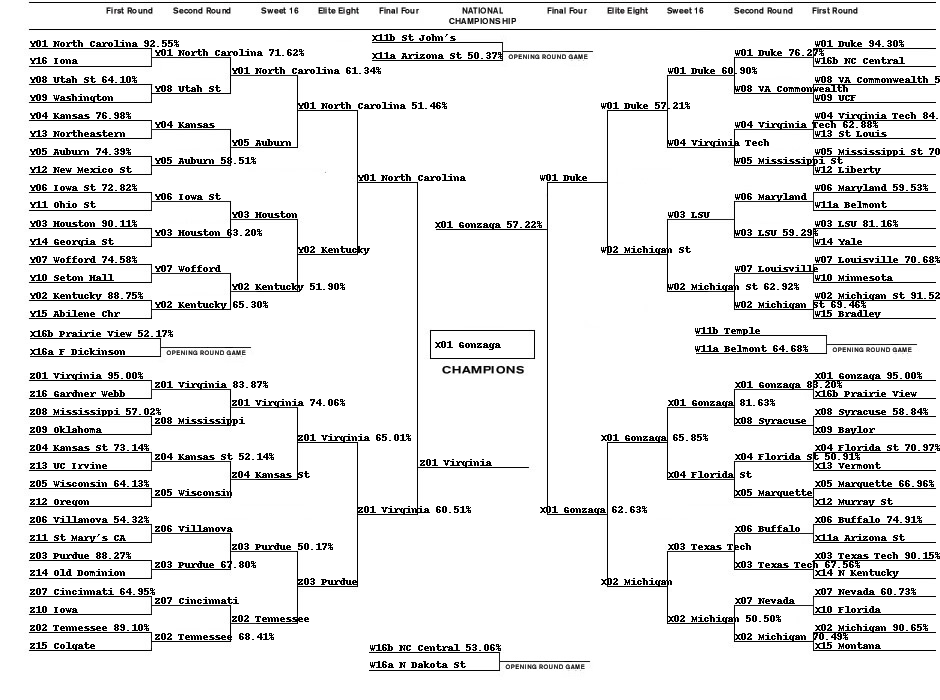 First Round Second Round Sweet 16 Elite Eight Final Four NATIONAL CHAMPIONSHIP Final Four Elite Eight Sweet 16 Second Round First Round
X11b St John's
X11a Arizona St 50.37%
OPENING ROUND GAME
Y01 North Carolina 92.55%
Y16 Iona
Y08 Utah St 64.10%
Y09 Washington
Y04 Kansas 76.98%
Y13 Northeastern
Y05 Auburn 74.39%
Y12 New Mexico St
Y06 Iowa St 72.82%
Y11 Ohio St
Y03 Houston 90.11%
Y14 Georgia St
Y07 Wofford 74.58%
Y10 Seton Hall
Y02 Kentucky 88.75%
Y15 Abilene Chr
Y01 North Carolina 71.62%
Y08 Utah St
Y04 Kansas
Y05 Auburn 58.51%
Y06 Iowa St
Y03 Houston 63.20%
Y07 Wofford
Y02 Kentucky 65.30%
Y01 North Carolina 61.34%
Y05 Auburn
Y03 Houston
Y02 Kentucky 51.90%
Y01 North Carolina 51.46%
Y02 Kentucky
Y01 North Carolina
X16b Prairie View 52.17%
X16a F Dickinson
OPENING ROUND GAME
Z01 Virginia 95.00%
Z16 Gardner Webb
Z08 Mississippi 57.02%
Z09 Oklahoma
Z04 Kansas St 73.14%
Z13 UC Irvine
Z05 Wisconsin 64.13%
Z12 Oregon
Z06 Villanova 54.32%
Z11 St Mary's CA
Z03 Purdue 88.27%
Z14 Old Dominion
Z07 Cincinnati 64.95%
Z10 Iowa
Z02 Tennessee 89.10%
Z15 Colgate
Z01 Virginia 83.87%
Z08 Mississippi
Z04 Kansas St 52.14%
Z05 Wisconsin
Z06 Villanova
Z03 Purdue 67.80%
Z07 Cincinnati
Z02 Tennessee 68.41%
Z01 Virginia 74.06%
Z04 Kansas St
Z03 Purdue 50.17%
Z02 Tennessee
Z01 Virginia 65.01%
Z03 Purdue
Z01 Virginia 60.51%
Z01 Virginia
X01 Gonzaga 57.22%
X01 Gonzaga
CHAMPIONS
W01 Duke
X01 Gonzaga 62.63%
W01 Duke 57.21%
W02 Michigan St
W01 Duke 60.90%
W04 Virginia Tech
W03 LSU
W02 Michigan St 62.92%
W01 Duke 76.27%
W08 VA Commonwealth
W04 Virginia Tech 62.88%
W05 Mississippi St
W06 Maryland
W03 LSU 59.29%
W07 Louisville
W02 Michigan St 69.46%
W01 Duke 94.30%
W16b NC Central
W08 VA Commonwealth 5
W09 UCF
W04 Virginia Tech 84.
W13 St Louis
W05 Mississippi St 70
W12 Liberty
W06 Maryland 59.53%
W11a Belmont
W03 LSU 81.16%
W14 Yale
W07 Louisville 70.68%
W10 Minnesota
W02 Michigan St 91.52
W15 Bradley
W11b Temple
W11a Belmont 64.68%
OPENING ROUND GAME
X01 Gonzaga 65.85%
X02 Michigan
X01 Gonzaga 81.63%
X04 Florida St
X03 Texas Tech
X02 Michigan 50.50%
X01 Gonzaga 83.20%
X08 Syracuse
X04 Florida St 50.91%
X05 Marquette
X06 Buffalo
X03 Texas Tech 67.56%
X07 Nevada
X02 Michigan 70.49%
X01 Gonzaga 95.00%
X16b Prairie View
X08 Syracuse 58.84%
X09 Baylor
X04 Florida St 70.97%
X13 Vermont
X05 Marquette 66.96%
X12 Murray St
X06 Buffalo 74.91%
X11a Arizona St
X03 Texas Tech 90.15%
X14 N Kentucky
X07 Nevada 60.73%
X10 Florida
X02 Michigan 90.65%
X15 Montana
W16b NC Central 53.06%
W16a N Dakota St
OPENING ROUND GAME